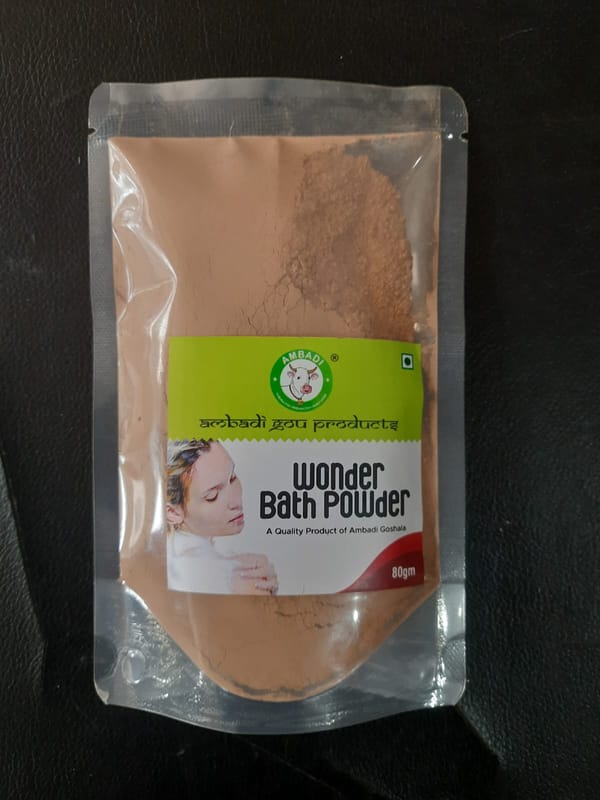 AMBADI
®
ambadi gou products
Wonder
Bath Powder
A Quality Product of Ambadi Goshala
80gm